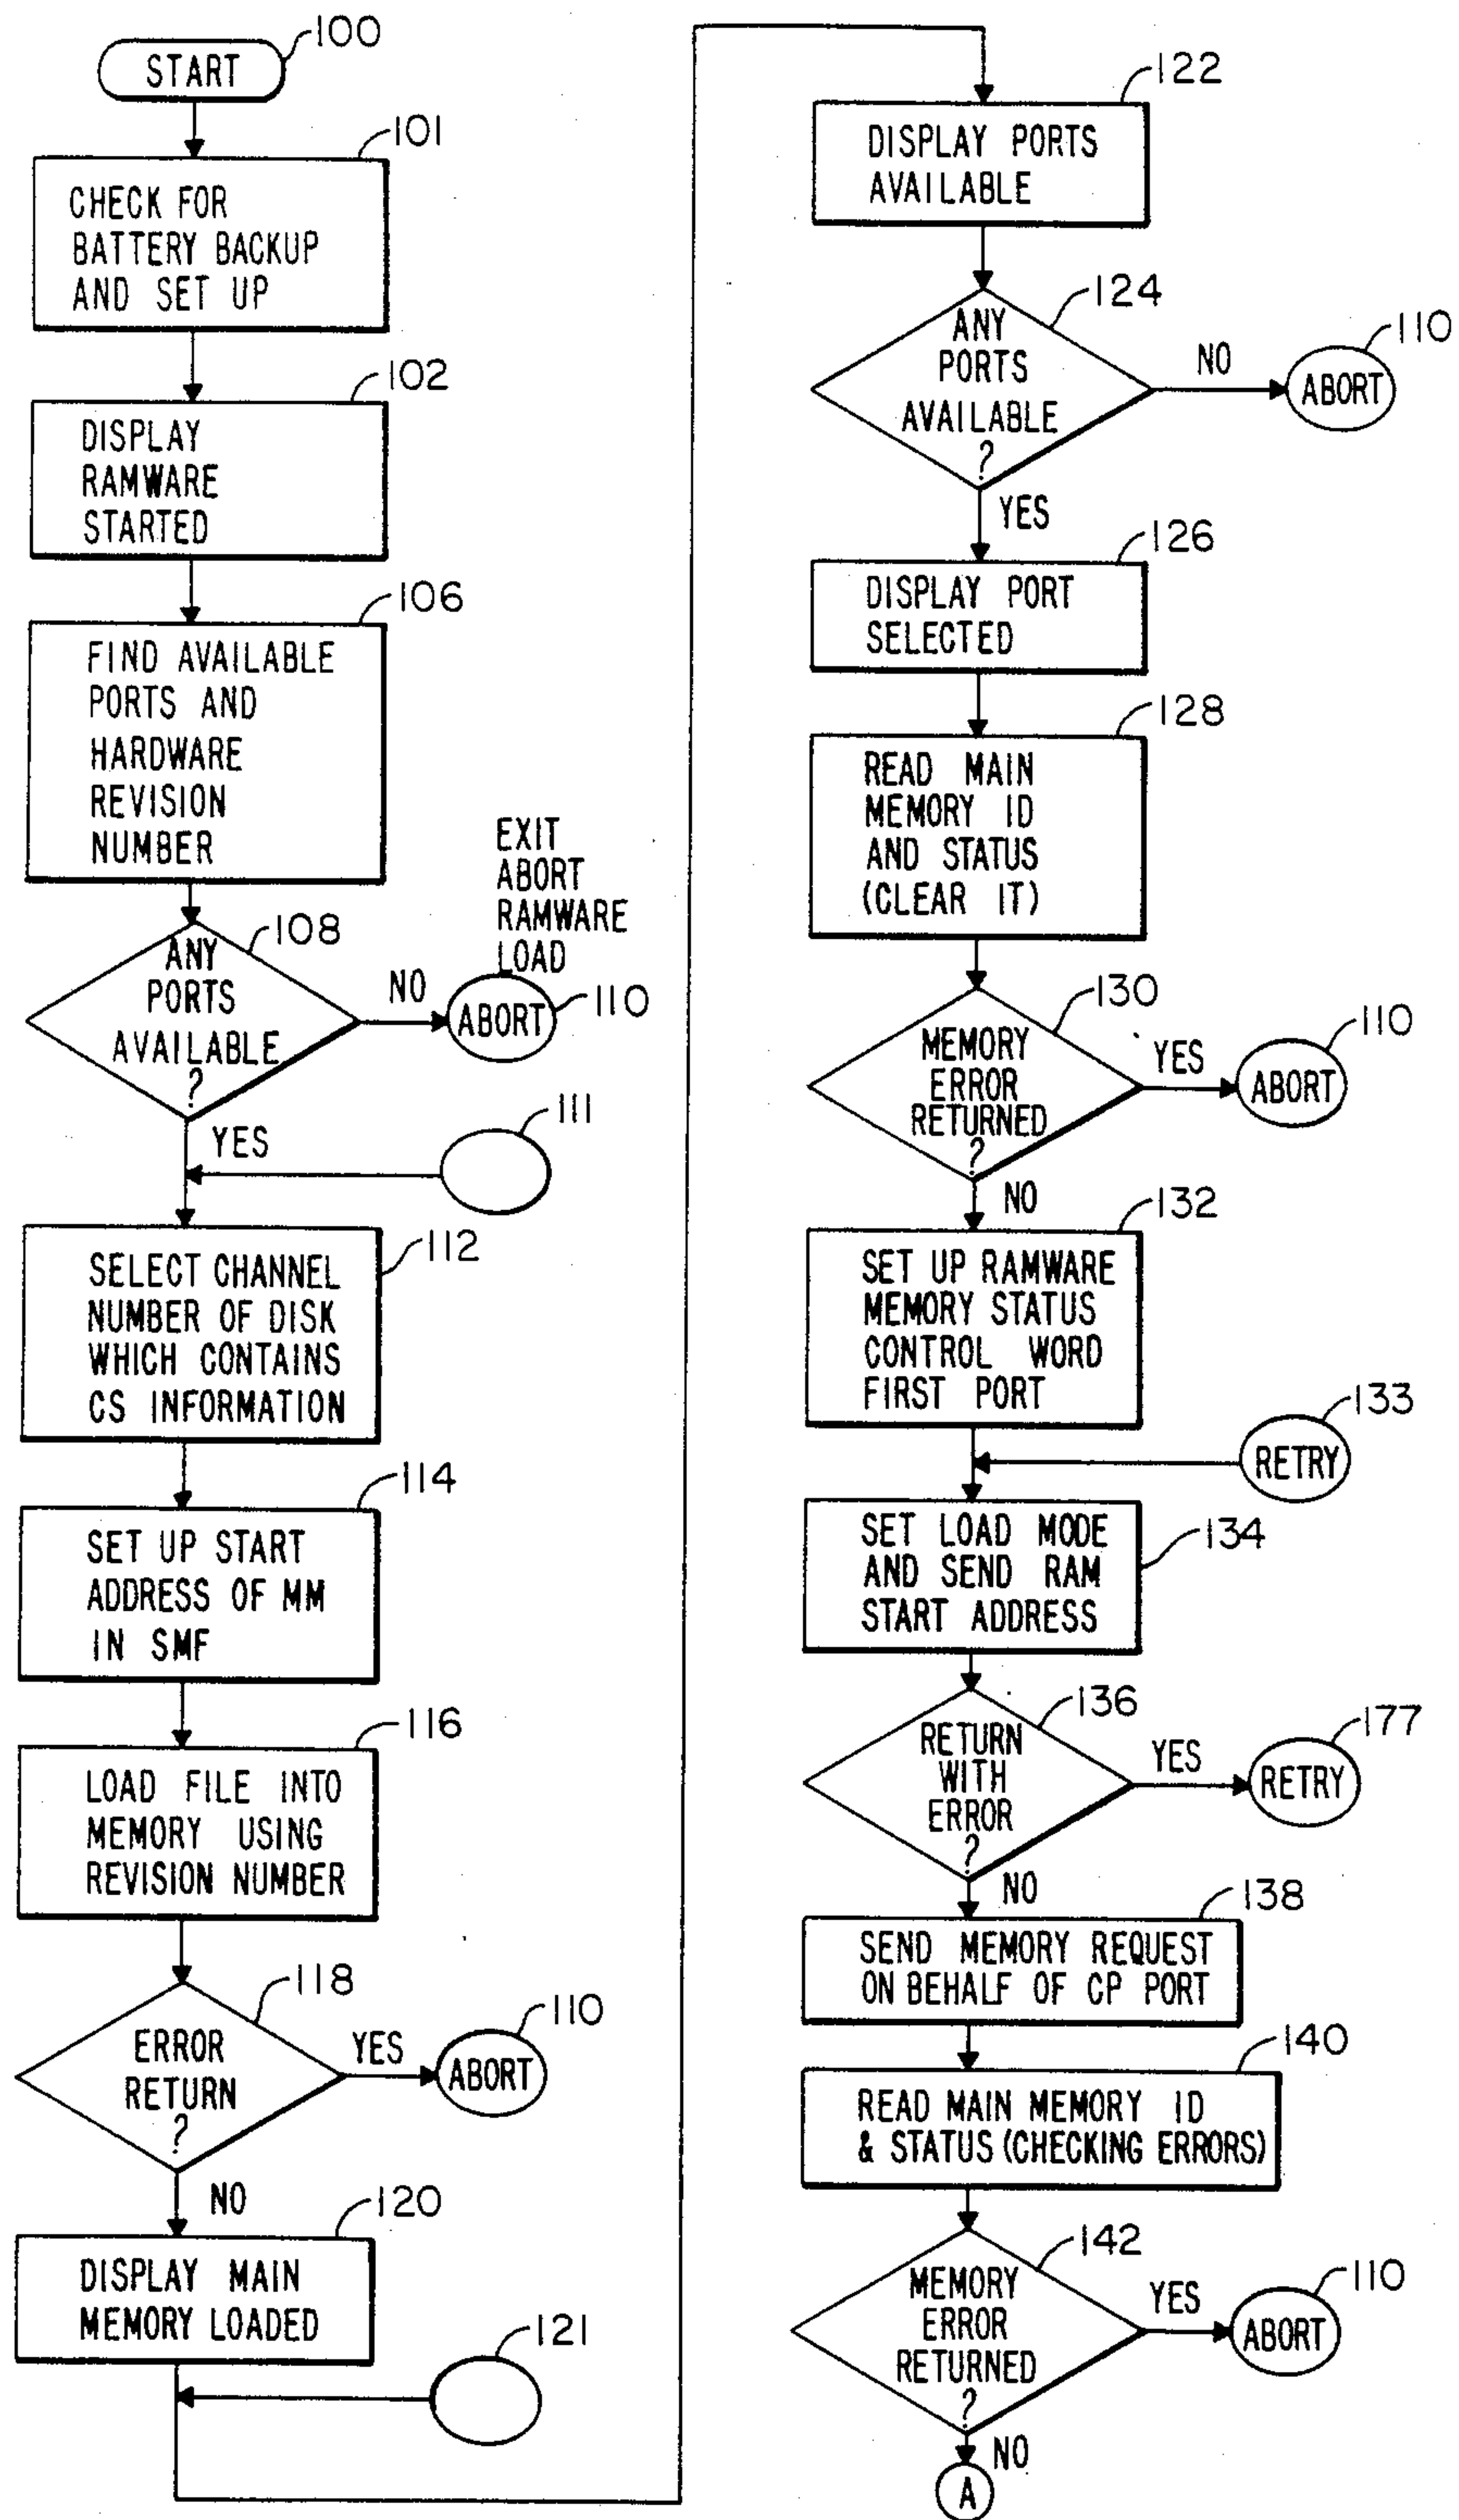 100
START
101
CHECK FOR
BATTERY BACKUP
AND SET UP
102
DISPLAY
RAMWARE
STARTED
106
FIND AVAILABLE
PORTS AND
HARDWARE
REVISION
NUMBER
EXIT
ABORT
RAMWARE
LOAD
108
ANY
PORTS
AVAILABLE
?
NO
ABORT
110
YES
111
112
SELECT CHANNEL
NUMBER OF DISK
WHICH CONTAINS
CS INFORMATION
114
SET UP START
ADDRESS OF MM
IN SMF
116
LOAD FILE INTO
MEMORY USING
REVISION NUMBER
118
ERROR
RETURN
?
YES
110
ABORT
NO
120
DISPLAY MAIN
MEMORY LOADED
121
122
DISPLAY PORTS
AVAILABLE
124
ANY
PORTS
AVAILABLE
?
NO
110
ABORT
YES
126
DISPLAY PORT
SELECTED
128
READ MAIN
MEMORY ID
AND STATUS
(CLEAR IT)
130
MEMORY
ERROR
RETURNED
?
YES
110
ABORT
NO
132
SET UP RAMWARE
MEMORY STATUS
CONTROL WORD
FIRST PORT
133
RETRY
134
SET LOAD MODE
AND SEND RAM
START ADDRESS
136
RETURN
WITH
ERROR
?
YES
177
RETRY
NO
138
SEND MEMORY REQUEST
ON BEHALF OF CP PORT
140
READ MAIN MEMORY ID
& STATUS (CHECKING ERRORS)
142
MEMORY
ERROR
RETURNED
?
YES
110
ABORT
NO
A